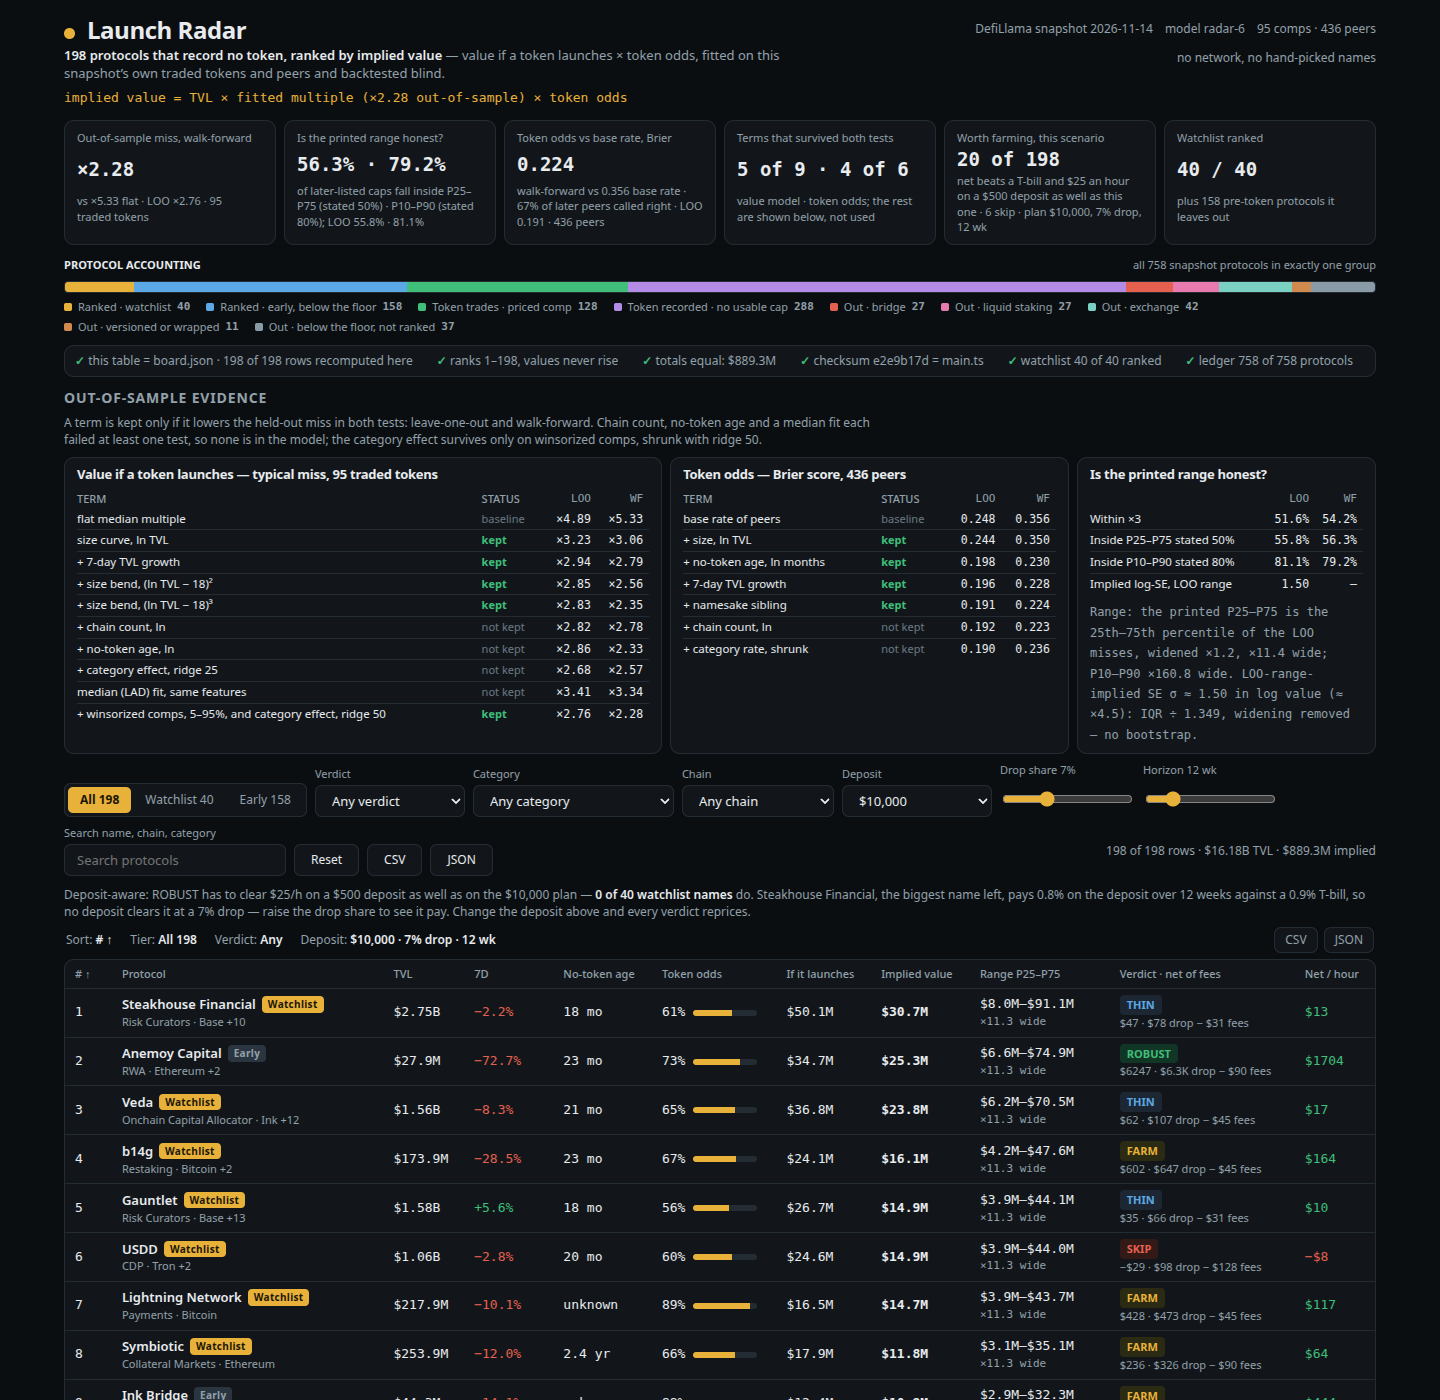 Launch Radar
DefiLlama snapshot 2026-11-14 model radar-6 95 comps · 436 peers
198 protocols that record no token, ranked by implied value — value if a token launches × token odds, fitted on this
snapshot's own traded tokens and peers and backtested blind.
no network, no hand-picked names
implied value = TVL × fitted multiple (×2.28 out-of-sample) × token odds
Out-of-sample miss, walk-forward
×2.28
vs ×5.33 flat · LOO ×2.76 · 95
traded tokens
Is the printed range honest?
56.3% · 79.2%
of later-listed caps fall inside P25–
P75 (stated 50%) · P10–P90 (stated
80%); LOO 55.8% · 81.1%
Token odds vs base rate, Brier
0.224
walk-forward vs 0.356 base rate ·
67% of later peers called right · LOO
0.191 · 436 peers
Terms that survived both tests
5 of 9 · 4 of 6
value model · token odds; the rest
are shown below, not used
Worth farming, this scenario
20 of 198
net beats a T-bill and $25 an hour
on a $500 deposit as well as this
one · 6 skip · plan $10,000, 7% drop,
12 wk
Watchlist ranked
40 / 40
plus 158 pre-token protocols it
leaves out
PROTOCOL ACCOUNTING
all 758 snapshot protocols in exactly one group
Ranked · watchlist 40 Ranked · early, below the floor 158 Token trades · priced comp 128 Token recorded · no usable cap 288 Out · bridge 27 Out · liquid staking 27 Out · exchange 42
Out · versioned or wrapped 11 Out · below the floor, not ranked 37
✓ this table = board.json · 198 of 198 rows recomputed here ✓ ranks 1–198, values never rise ✓ totals equal: $889.3M ✓ checksum e2e9b17d = main.ts ✓ watchlist 40 of 40 ranked ✓ ledger 758 of 758 protocols
OUT-OF-SAMPLE EVIDENCE
A term is kept only if it lowers the held-out miss in both tests: leave-one-out and walk-forward. Chain count, no-token age and a median fit each
failed at least one test, so none is in the model; the category effect survives only on winsorized comps, shrunk with ridge 50.
Value if a token launches — typical miss, 95 traded tokens
TERM STATUS LOO WF
flat median multiple baseline ×4.89 ×5.33
size curve, ln TVL kept ×3.23 ×3.06
+ 7-day TVL growth kept ×2.94 ×2.79
+ size bend, (ln TVL − 18)² kept ×2.85 ×2.56
+ size bend, (ln TVL − 18)³ kept ×2.83 ×2.35
+ chain count, ln not kept ×2.82 ×2.78
+ no-token age, ln not kept ×2.86 ×2.33
+ category effect, ridge 25 not kept ×2.68 ×2.57
median (LAD) fit, same features not kept ×3.41 ×3.34
+ winsorized comps, 5–95%, and category effect, ridge 50 kept ×2.76 ×2.28
Token odds — Brier score, 436 peers
TERM STATUS LOO WF
base rate of peers baseline 0.248 0.356
+ size, ln TVL kept 0.244 0.350
+ no-token age, ln months kept 0.198 0.230
+ 7-day TVL growth kept 0.196 0.228
+ namesake sibling kept 0.191 0.224
+ chain count, ln not kept 0.192 0.223
+ category rate, shrunk not kept 0.190 0.236
Is the printed range honest?
LOO WF
Within ×3 51.6% 54.2%
Inside P25–P75 stated 50% 55.8% 56.3%
Inside P10–P90 stated 80% 81.1% 79.2%
Implied log-SE, LOO range 1.50 —
Range: the printed P25–P75 is the
25th–75th percentile of the LOO
misses, widened ×1.2, ×11.4 wide;
P10–P90 ×160.8 wide. LOO-range-
implied SE σ ≈ 1.50 in log value (≈
×4.5): IQR ÷ 1.349, widening removed
— no bootstrap.
All 198 Watchlist 40 Early 158
Verdict
Any verdict
Category
Any category
Chain
Any chain
Deposit
$10,000
Drop share 7%
Horizon 12 wk
Search name, chain, category
Search protocols
Reset CSV JSON
198 of 198 rows · $16.18B TVL · $889.3M implied
Deposit-aware: ROBUST has to clear $25/h on a $500 deposit as well as on the $10,000 plan — 0 of 40 watchlist names do. Steakhouse Financial, the biggest name left, pays 0.8% on the deposit over 12 weeks against a 0.9% T-bill, so
no deposit clears it at a 7% drop — raise the drop share to see it pay. Change the deposit above and every verdict reprices.
Sort: # ↑ Tier: All 198 Verdict: Any Deposit: $10,000 · 7% drop · 12 wk
CSV JSON
# ↑ Protocol TVL 7D No-token age Token odds If it launches Implied value Range P25–P75 Verdict · net of fees Net / hour
1 Steakhouse Financial Watchlist $2.75B −2.2% 18 mo 61% $50.1M $30.7M $8.0M–$91.1M THIN $13
Risk Curators · Base +10 ×11.3 wide $47 · $78 drop − $31 fees
2 Anemoy Capital Early $27.9M −72.7% 23 mo 73% $34.7M $25.3M $6.6M–$74.9M ROBUST $1704
RWA · Ethereum +2 ×11.3 wide $6247 · $6.3K drop − $90 fees
3 Veda Watchlist $1.56B −8.3% 21 mo 65% $36.8M $23.8M $6.2M–$70.5M THIN $17
Onchain Capital Allocator · Ink +12 ×11.3 wide $62 · $107 drop − $45 fees
4 b14g Watchlist $173.9M −28.5% 23 mo 67% $24.1M $16.1M $4.2M–$47.6M FARM $164
Restaking · Bitcoin +2 ×11.3 wide $602 · $647 drop − $45 fees
5 Gauntlet Watchlist $1.58B +5.6% 18 mo 56% $26.7M $14.9M $3.9M–$44.1M THIN $10
Risk Curators · Base +13 ×11.3 wide $35 · $66 drop − $31 fees
6 USDD Watchlist $1.06B −2.8% 20 mo 60% $24.6M $14.9M $3.9M–$44.0M SKIP −$8
CDP · Tron +2 ×11.3 wide −$29 · $98 drop − $128 fees
7 Lightning Network Watchlist $217.9M −10.1% unknown 89% $16.5M $14.7M $3.9M–$43.7M FARM $117
Payments · Bitcoin ×11.3 wide $428 · $473 drop − $45 fees
8 Symbiotic Watchlist $253.9M −12.0% 2.4 yr 66% $17.9M $11.8M $3.1M–$35.1M FARM $64
Collateral Markets · Ethereum ×11.3 wide $236 · $326 drop − $90 fees
Ink Bridge Early $2.9M–$32.3M FARM